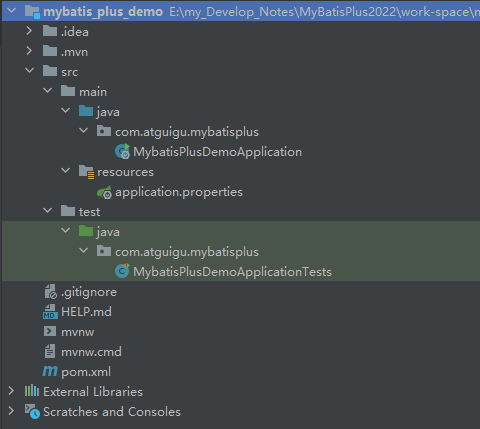 mybatis_plus_demo E:\my_Develop_Notes\MyBatisPlus2022\work-space\
.idea
.mvn
src
main
java
com.atguigu.mybatisplus
MybatisPlusDemoApplication
resources
application.properties
test
java
com.atguigu.mybatisplus
MybatisPlusDemoApplicationTests
.gitignore
HELP.md
mvnw
mvnw.cmd
pom.xml
External Libraries
Scratches and Consoles